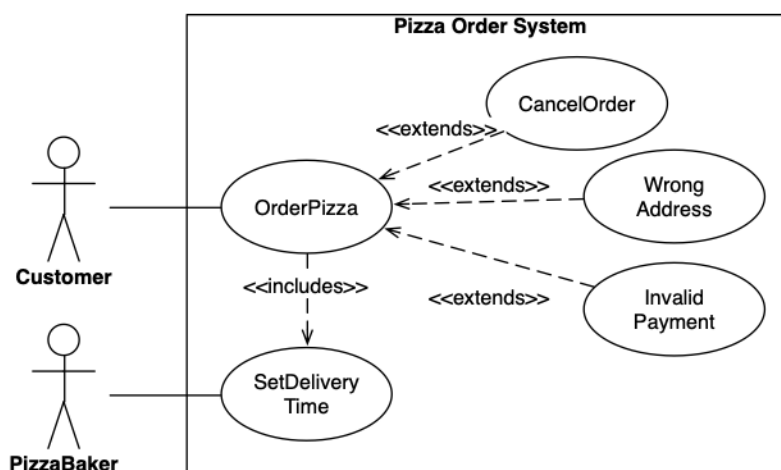 Pizza Order System
CancelOrder
<<extends>>
OrderPizza
<<extends>>
Wrong
Address
Customer
<<includes>>
<<extends>>
Invalid
Payment
SetDelivery
Time
PizzaBaker